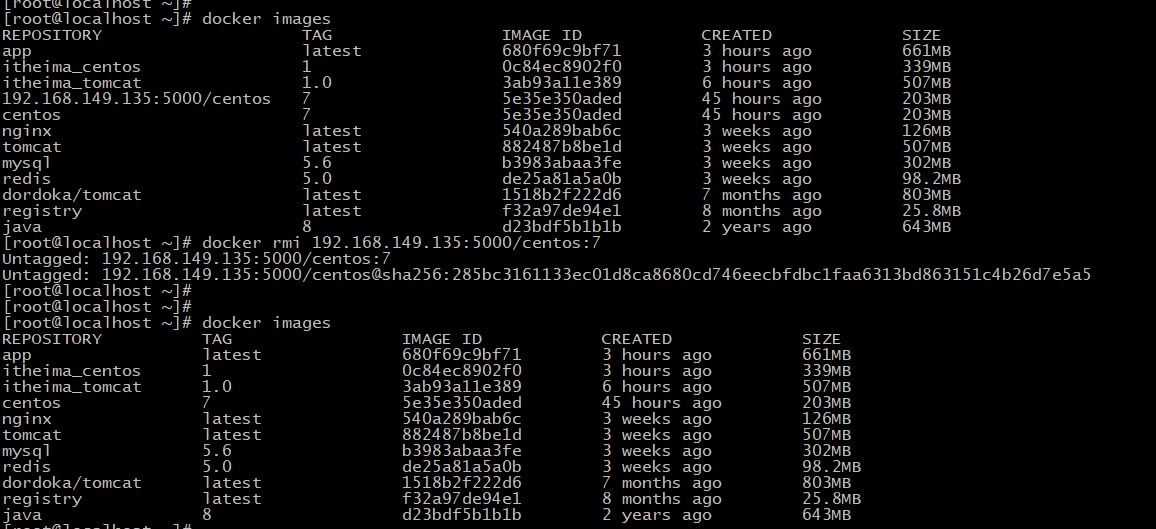 [root@localhost ~]#
[root@localhost ~]# docker images
REPOSITORY TAG IMAGE ID CREATED SIZE
app latest 680f69c9bf71 3 hours ago 661MB
itheima_centos 1 0c84ec8902f0 3 hours ago 339MB
itheima_tomcat 1.0 3ab93a11e389 6 hours ago 507MB
192.168.149.135:5000/centos 7 5e35e350aded 45 hours ago 203MB
centos 7 5e35e350aded 45 hours ago 203MB
nginx latest 540a289bab6c 3 weeks ago 126MB
tomcat latest 882487b8be1d 3 weeks ago 507MB
mysql 5.6 b3983abaa3fe 3 weeks ago 302MB
redis 5.0 de25a81a5a0b 3 weeks ago 98.2MB
dordoka/tomcat latest 1518b2f222d6 7 months ago 803MB
registry latest f32a97de94e1 8 months ago 25.8MB
java 8 d23bdf5b1b1b 2 years ago 643MB
[root@localhost ~]# docker rmi 192.168.149.135:5000/centos:7
Untagged: 192.168.149.135:5000/centos:7
Untagged: 192.168.149.135:5000/centos@sha256:285bc3161133ec01d8ca8680cd746eecbfdbc1faa6313bd863151c4b26d7e5a5
[root@localhost ~]#
[root@localhost ~]#
[root@localhost ~]# docker images
REPOSITORY TAG IMAGE ID CREATED SIZE
app latest 680f69c9bf71 3 hours ago 661MB
itheima_centos 1 0c84ec8902f0 3 hours ago 339MB
itheima_tomcat 1.0 3ab93a11e389 6 hours ago 507MB
centos 7 5e35e350aded 45 hours ago 203MB
nginx latest 540a289bab6c 3 weeks ago 126MB
tomcat latest 882487b8be1d 3 weeks ago 507MB
mysql 5.6 b3983abaa3fe 3 weeks ago 302MB
redis 5.0 de25a81a5a0b 3 weeks ago 98.2MB
dordoka/tomcat latest 1518b2f222d6 7 months ago 803MB
registry latest f32a97de94e1 8 months ago 25.8MB
java 8 d23bdf5b1b1b 2 years ago 643MB
[root@localhost ~]#